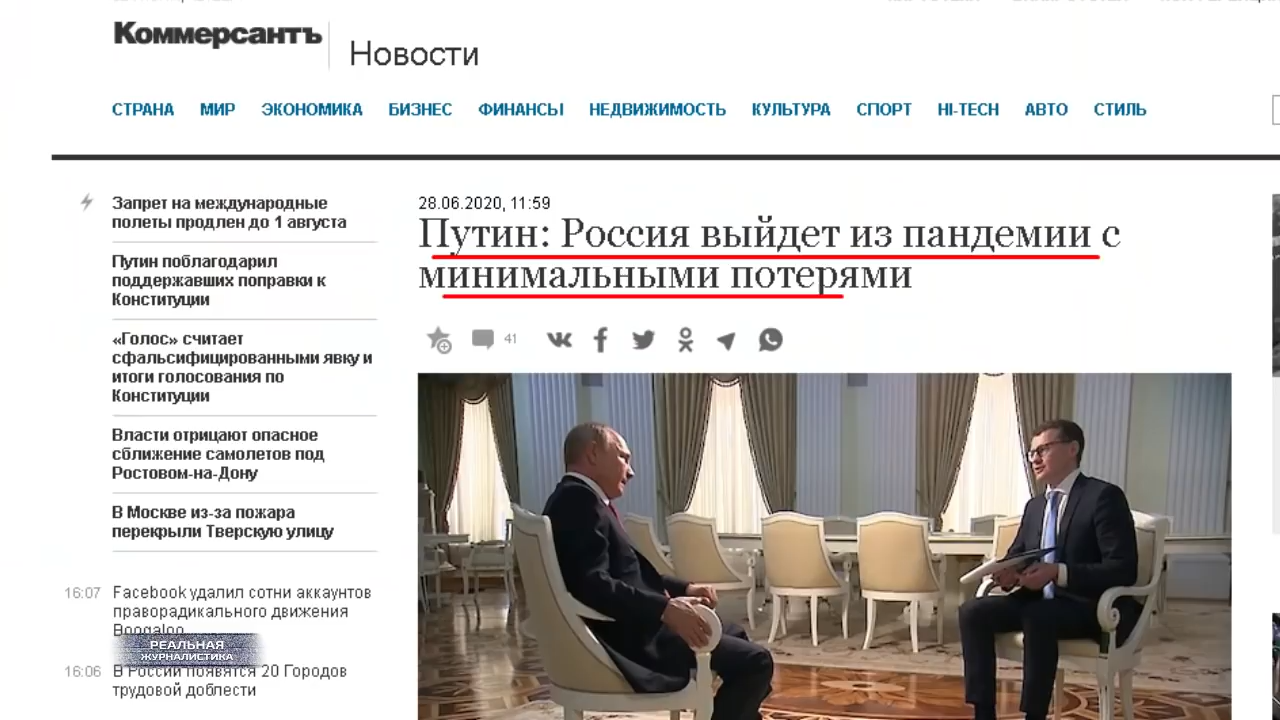 Коммерсантъ
Новости
СТРАНА МИР ЭКОНОМИКА БИЗНЕС ФИНАНСЫ НЕДВИЖИМОСТЬ КУЛЬТУРА СПОРТ HI-TECH АВТО СТИЛЬ
Запрет на международные
полеты продлен до 1 августа
Путин поблагодарил
поддержавших поправки к
Конституции
«Голос» считает
сфальсифицированными явку и
итоги голосования по
Конституции
Власти отрицают опасное
сближение самолетов под
Ростовом-на-Дону
В Москве из-за пожара
перекрыли Тверскую улицу
16:07 Facebook удалил сотни аккаунтов
праворадикального движения
Boogaloo
РЕАЛЬНАЯ
ЖУРНАЛИСТИКА
16:06 В России появятся 20 Городов
трудовой доблести
28.06.2020, 11:59
Путин: Россия выйдет из пандемии с
минимальными потерями
41